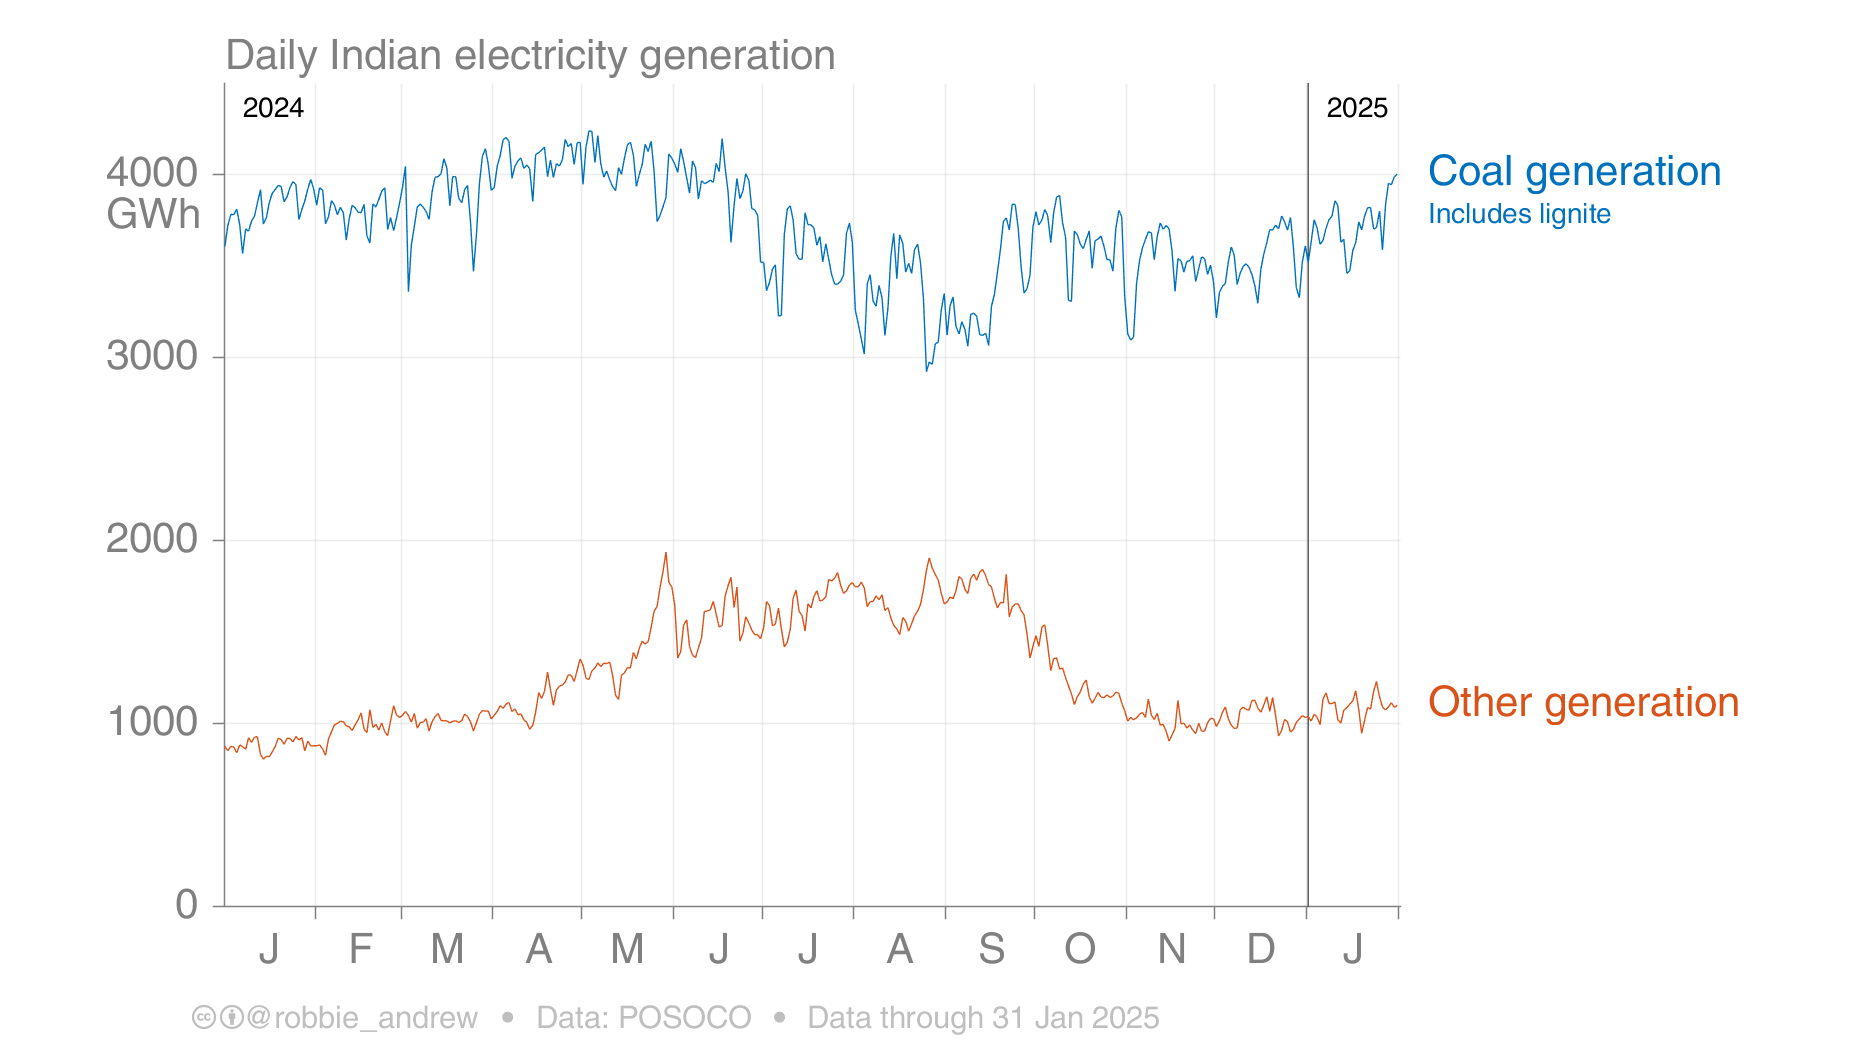 Daily Indian electricity generation
2024
2025
4000
GWh
3000
2000
1000
0
Coal generation
Includes lignite
Other generation
J F M A M J J A S O N D J
@robbie_andrew • Data: POSOCO • Data through 31 Jan 2025